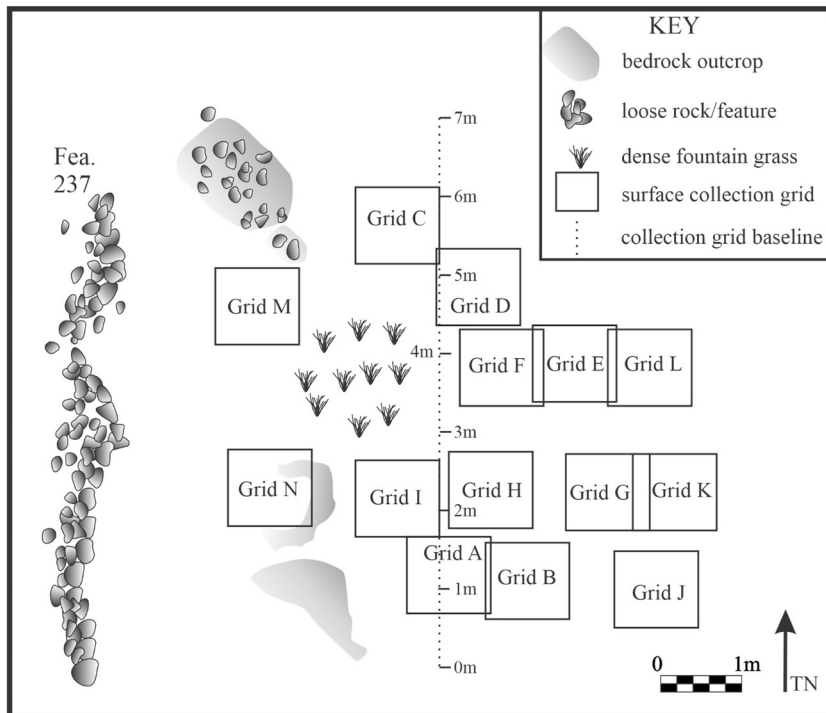 KEY
bedrock outcrop
loose rock/feature
dense fountain grass
surface collection grid
collection grid baseline
Fea.
237
7m
6m
Grid C
5m
Grid M
Grid D
4m
Grid F
Grid E
Grid L
3m
Grid N
Grid I
Grid H
Grid G
Grid K
2m
Grid A
Grid B
1m
Grid J
0m
0
1m
TN